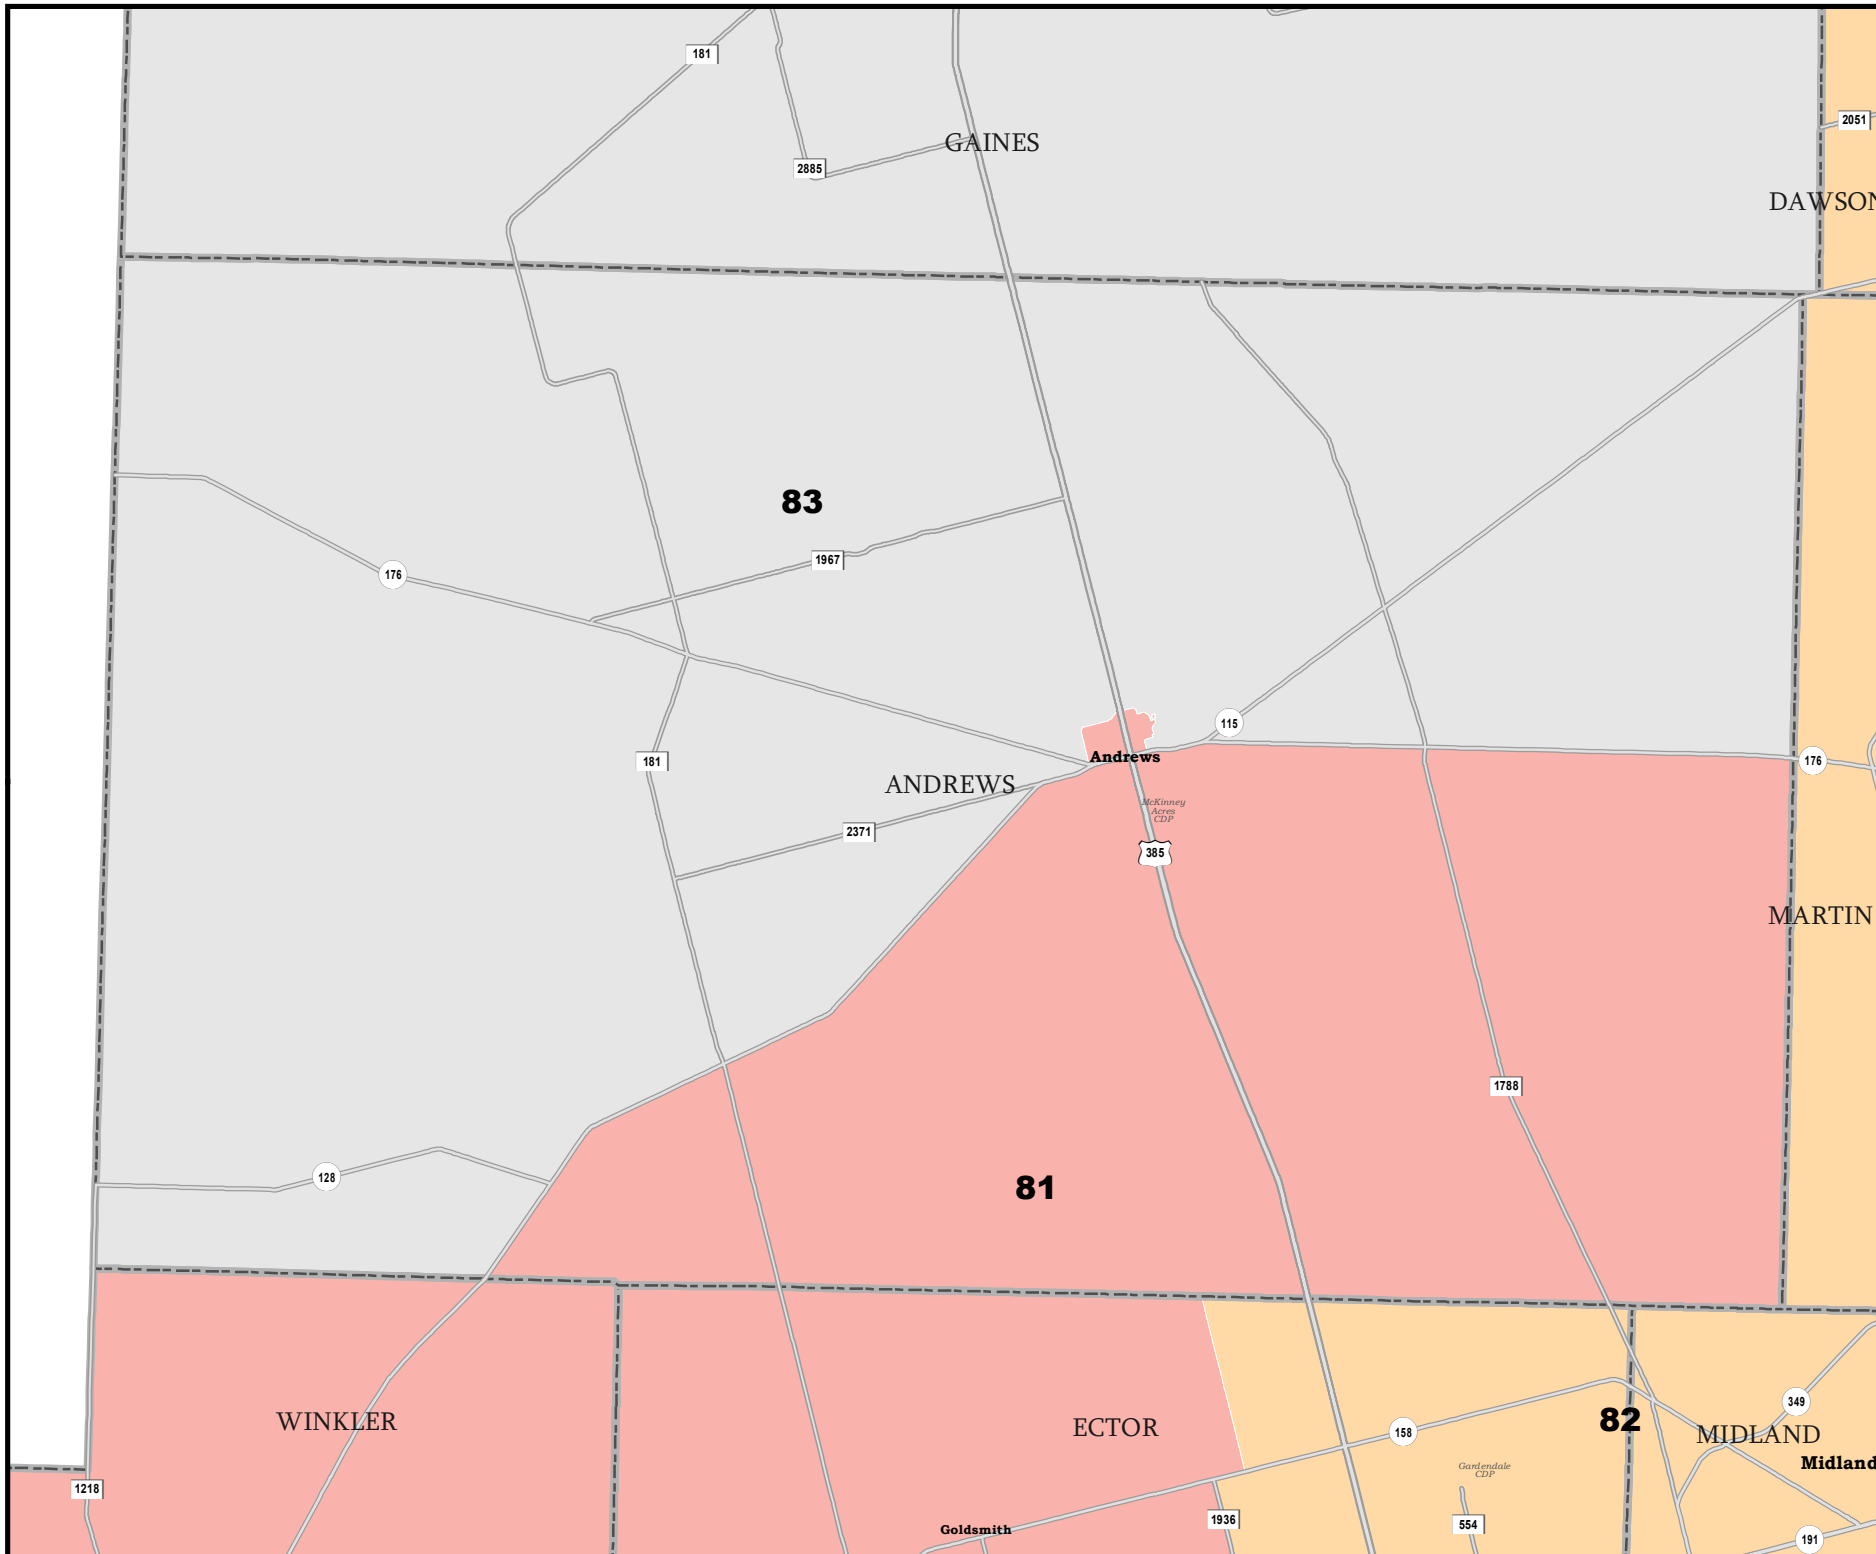 181
GAINES
2885
2051
DAWSON
83
1967
176
115
Andrews
176
181
ANDREWS
McKinney
Acres
CDP
2371
385
MARTIN
1788
128
81
WINKLER
ECTOR
349
82
158
MIDLAND
Midland
Gardendale
CDP
1218
1936
554
Goldsmith
191